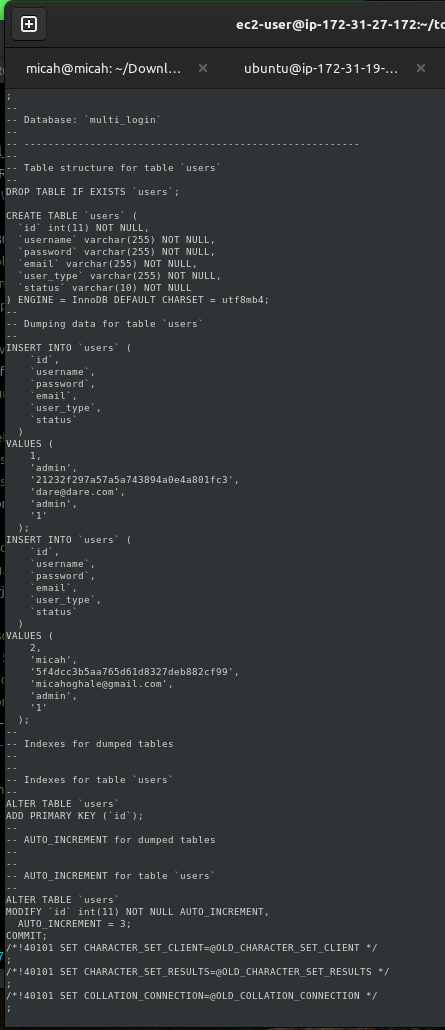 ec2-user@ip-172-31-27-172:~/to
micah@micah: ~/Downl...
ubuntu@ip-172-31-19-...
;
--
-- Database: `multi_login`
--
-- --------------------------------------------------------
--
-- Table structure for table `users`
--
DROP TABLE IF EXISTS `users`;
CREATE TABLE `users` (
`id` int(11) NOT NULL,
`username` varchar(255) NOT NULL,
`password` varchar(255) NOT NULL,
`email` varchar(255) NOT NULL,
`user_type` varchar(255) NOT NULL,
`status` varchar(10) NOT NULL
) ENGINE = InnoDB DEFAULT CHARSET = utf8mb4;
--
-- Dumping data for table `users`
--
INSERT INTO `users` (
`id`,
`username`,
`password`,
`email`,
`user_type`,
`status`
)
VALUES (
1,
'admin',
'21232f297a57a5a743894a0e4a801fc3',
'dare@dare.com',
'admin',
'1'
);
INSERT INTO `users` (
`id`,
`username`,
`password`,
`email`,
`user_type`,
`status`
)
VALUES (
2,
'micah',
'5f4dcc3b5aa765d61d8327deb882cf99',
'micahoghale@gmail.com',
'admin',
'1'
);
--
-- Indexes for dumped tables
--
--
-- Indexes for table `users`
--
ALTER TABLE `users`
ADD PRIMARY KEY (`id`);
--
-- AUTO_INCREMENT for dumped tables
--
--
-- AUTO_INCREMENT for table `users`
--
ALTER TABLE `users`
MODIFY `id` int(11) NOT NULL AUTO_INCREMENT,
AUTO_INCREMENT = 3;
COMMIT;
/*!40101 SET CHARACTER_SET_CLIENT=@OLD_CHARACTER_SET_CLIENT */
;
/*!40101 SET CHARACTER_SET_RESULTS=@OLD_CHARACTER_SET_RESULTS */
;
/*!40101 SET COLLATION_CONNECTION=@OLD_COLLATION_CONNECTION */
;